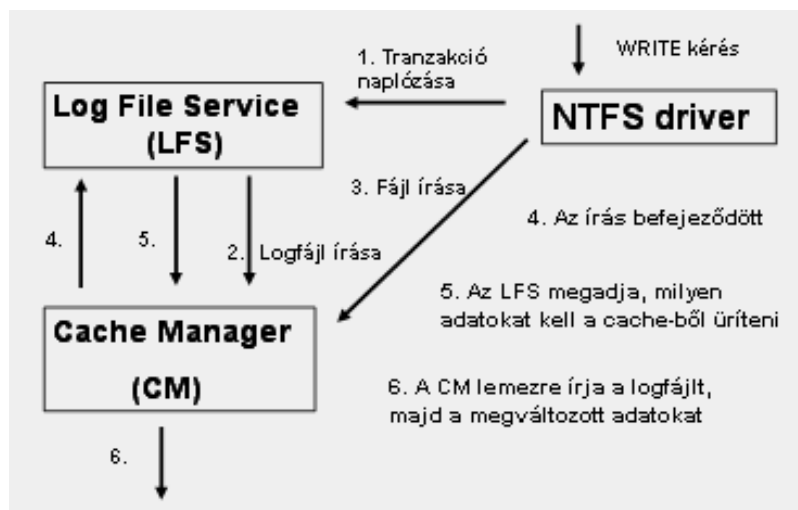 WRITE kérés
1. Tranzakció
naplózása
Log File Service
(LFS)
NTFS driver
3. Fájl írása
4. Az írás befejeződött
4.
5.
2. Logfájl írása
5. Az LFS megadja, milyen
adatokat kell a cache-ből üríteni
Cache Manager
(CM)
6. A CM lemezre írja a logfájlt,
majd a megváltozott adatokat
6.